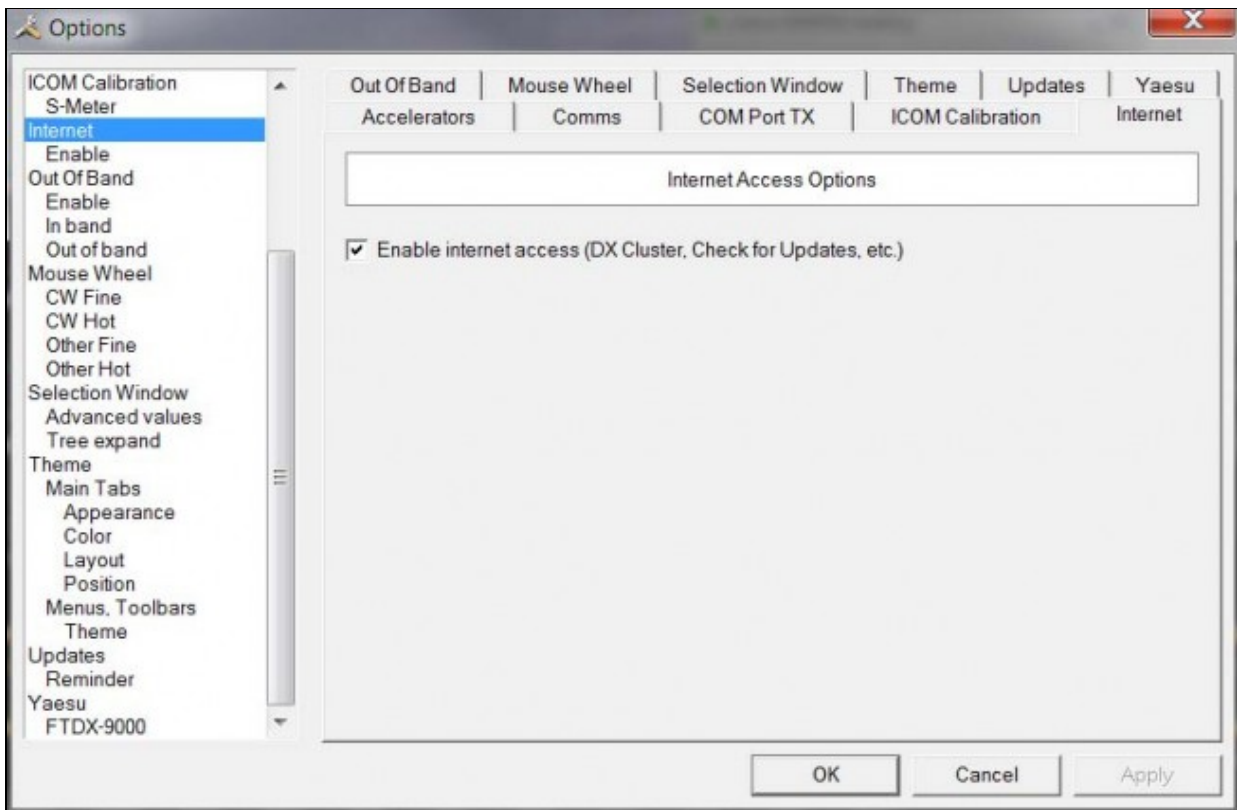 Options
ICOM Calibration
S-Meter
Internet
Enable
Out Of Band
Enable
In band
Out of band
Mouse Wheel
CW Fine
CW Hot
Other Fine
Other Hot
Selection Window
Advanced values
Tree expand
Theme
Main Tabs
Appearance
Color
Layout
Position
Menus, Toolbars
Theme
Updates
Reminder
Yaesu
FTDX-9000
Out Of Band Mouse Wheel Selection Window Theme Updates Yaesu
Accelerators Comms COM Port TX ICOM Calibration Internet
Internet Access Options
Enable internet access (DX Cluster, Check for Updates, etc.)
OK Cancel Apply